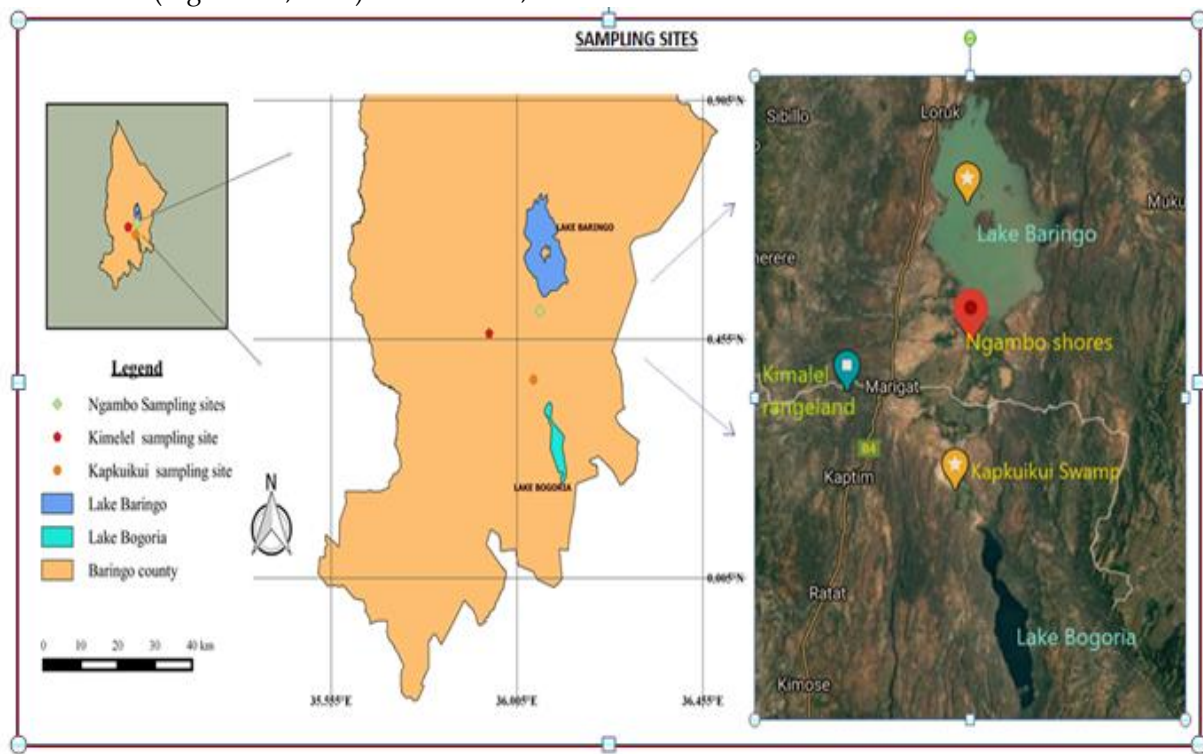 SAMPLING SITES
0.905°N
0.455°N
0.005°N
35.555°E
36.005°E
36.455°E
LAKE BARINGO
LAKE BOGORIA
Legend
Ngambo Sampling sites
Kimelel sampling site
Kapkuikui sampling site
Lake Baringo
Lake Bogoria
Baringo county
N
0 10 20 30 40 km
Sibillo
Loruk
Muku
Lake Baringo
herere
Ngambo shores
Kimalel
rangeland
Marigat
B4
Kaptim
Kapkuikui Swamp
Ratat
Lake Bogoria
Kimose